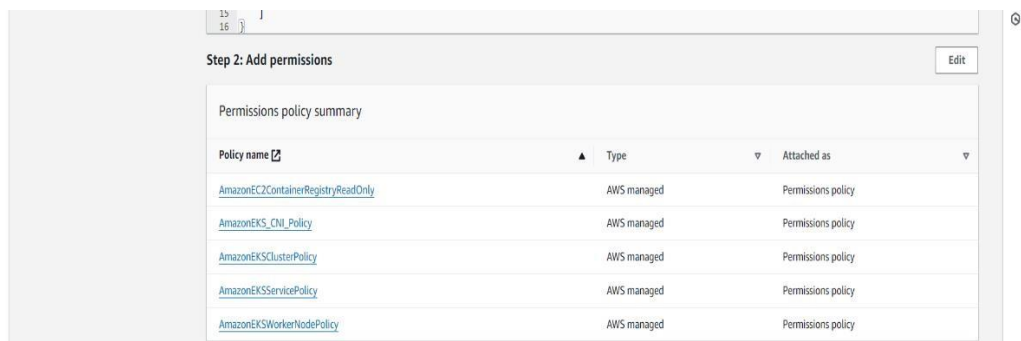 15 ]
16 }
Step 2: Add permissions Edit
Permissions policy summary
Policy name Type Attached as
AmazonEC2ContainerRegistryReadOnly AWS managed Permissions policy
AmazonEKS_CNI_Policy AWS managed Permissions policy
AmazonEKSClusterPolicy AWS managed Permissions policy
AmazonEKSServicePolicy AWS managed Permissions policy
AmazonEKSWorkerNodePolicy AWS managed Permissions policy